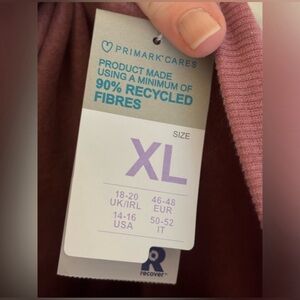 PRIMARK CARES
PRODUCT MADE
USING A MINIMUM OF
90% RECYCLED
FIBRES
SIZE
XL
18-20 46-48
UK/IRL EUR
14-16 50-52
USA IT
R
recover™